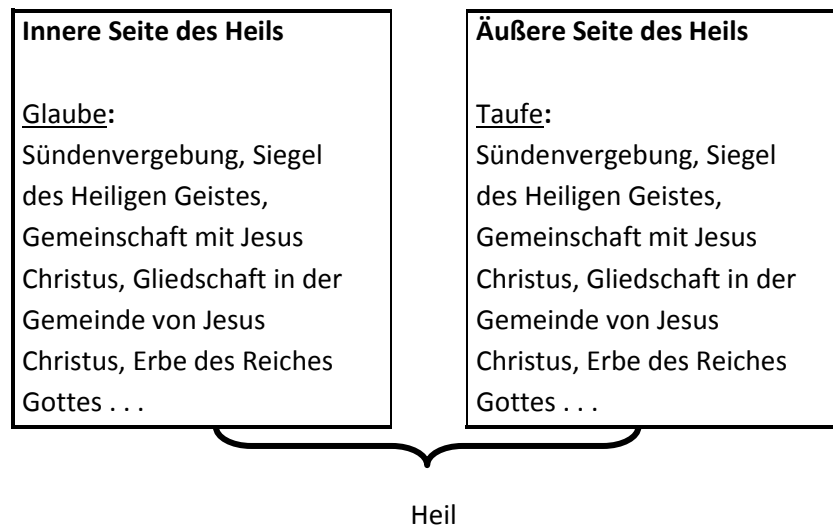 Innere Seite des Heils
Glaube:
Sündenvergebung, Siegel
des Heiligen Geistes,
Gemeinschaft mit Jesus
Christus, Gliedschaft in der
Gemeinde von Jesus
Christus, Erbe des Reiches
Gottes . . .
Äußere Seite des Heils
Taufe:
Sündenvergebung, Siegel
des Heiligen Geistes,
Gemeinschaft mit Jesus
Christus, Gliedschaft in der
Gemeinde von Jesus
Christus, Erbe des Reiches
Gottes . . .
Heil